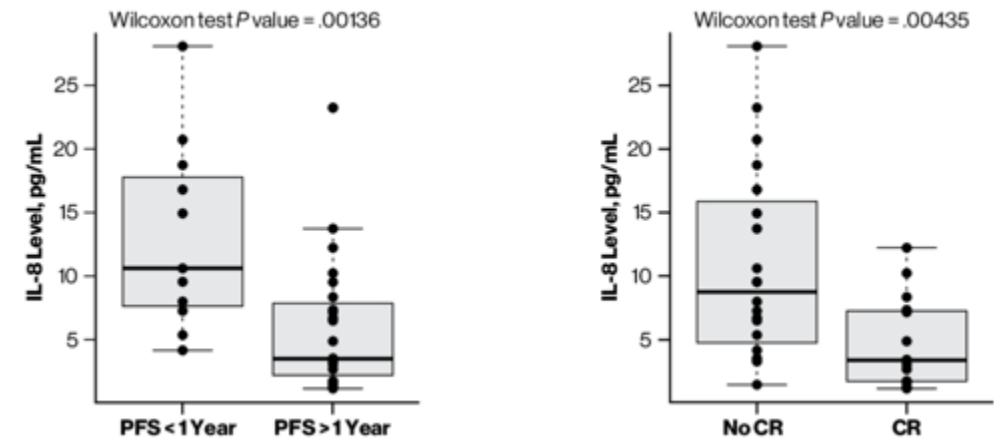 Wilcoxon test P value = .00136
IL-8 Level, pg/mL
25
20
15
10
5
PFS < 1 Year
PFS > 1 Year
Wilcoxon test P value = .00435
IL-8 Level, pg/mL
25
20
15
10
5
No CR
CR